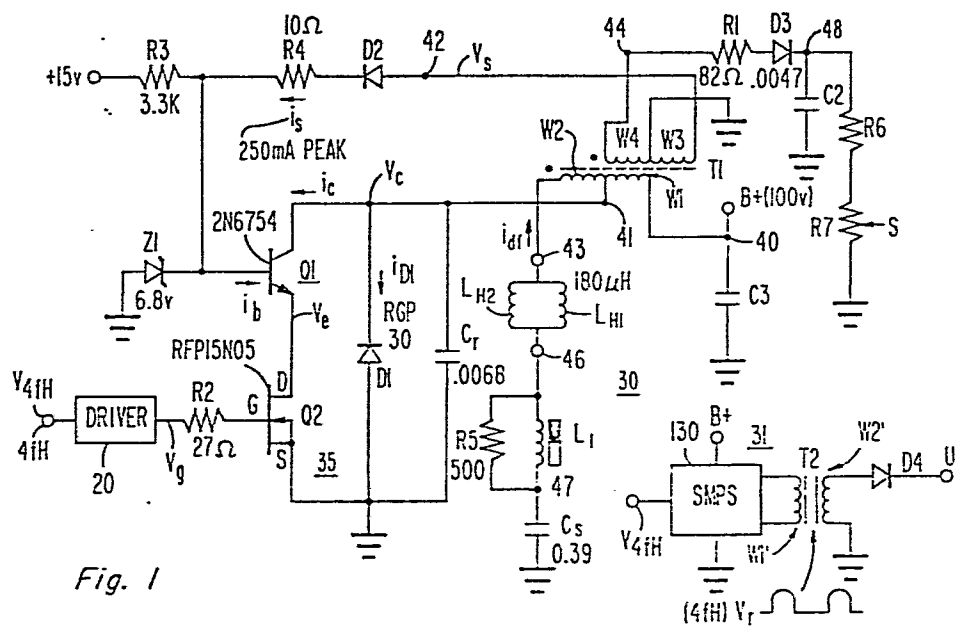 10Ω
R3
R4
D2
42
Vs
44
R1
D3
48
+15v
3.3K
is
250mA PEAK
82Ω
.0047
C2
R6
W2
W4
W3
T1
W1
ic
Vc
41
B+(100v)
R7
S
2N6754
Z1
6.8v
Q1
ib
Ve
iD1
RGP
30
D1
Cr
.0068
idf
43
180μH
LH2
LH1
46
40
C3
RFP15N05
30
Y4fH
4fH
DRIVER
20
Vg
R2
27Ω
G
D
Q2
S
35
R5
500
L1
47
Cs
0.39
B+
130
31
SMPS
Y4fH
T2
W2'
W1'
D4
U
(4fH) Vr
Fig. 1